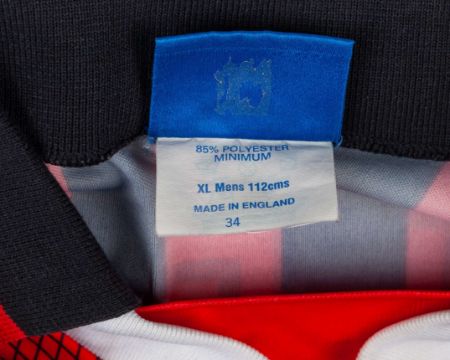 85% POLYESTER
MINIMUM
XL Mens 112cms
MADE IN ENGLAND
34